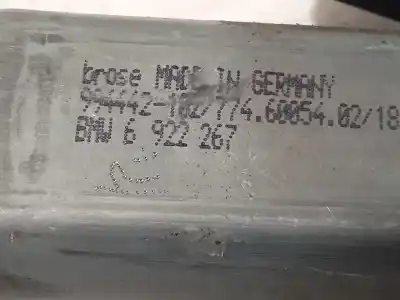 brose MADE IN GERMANY
994442-102/774.60054.02/18
BMW 6 922 267